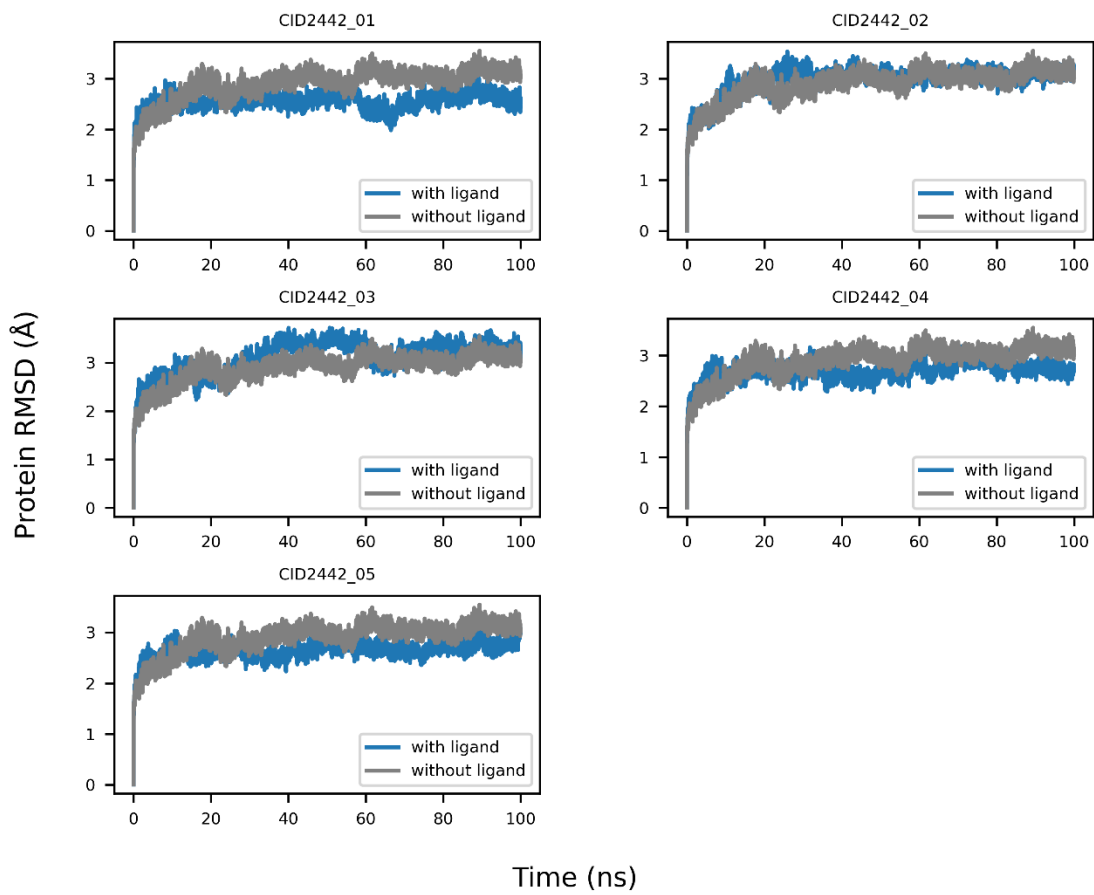 CID2442_01
3
2
1
0
with ligand
without ligand
0 20 40 60 80 100
CID2442_02
3
2
1
0
with ligand
without ligand
0 20 40 60 80 100
CID2442_03
3
2
1
0
with ligand
without ligand
0 20 40 60 80 100
CID2442_04
3
2
1
0
with ligand
without ligand
0 20 40 60 80 100
CID2442_05
3
2
1
0
with ligand
without ligand
0 20 40 60 80 100
Protein RMSD (Å)
Time (ns)